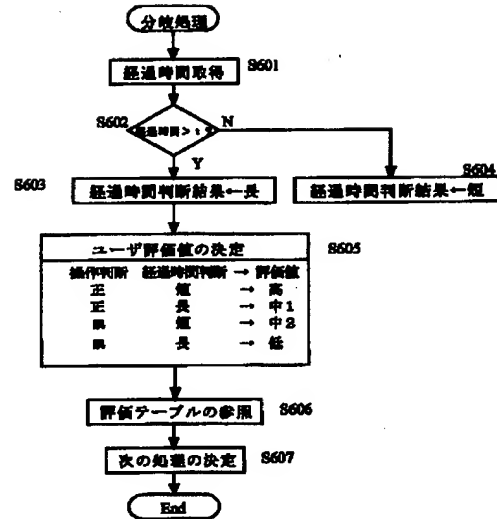 分岐処理
経過時間取得 S601
S602 経過時間＞t N
Y
S603 経過時間判断結果←長
S604
経過時間判断結果←短
ユーザ評価値の決定 S605
操作判断 経過時間判断 → 評価値
正 短 → 高
正 長 → 中1
誤 短 → 中2
誤 長 → 低
評価テーブルの参照 S606
次の処理の決定 S607
End